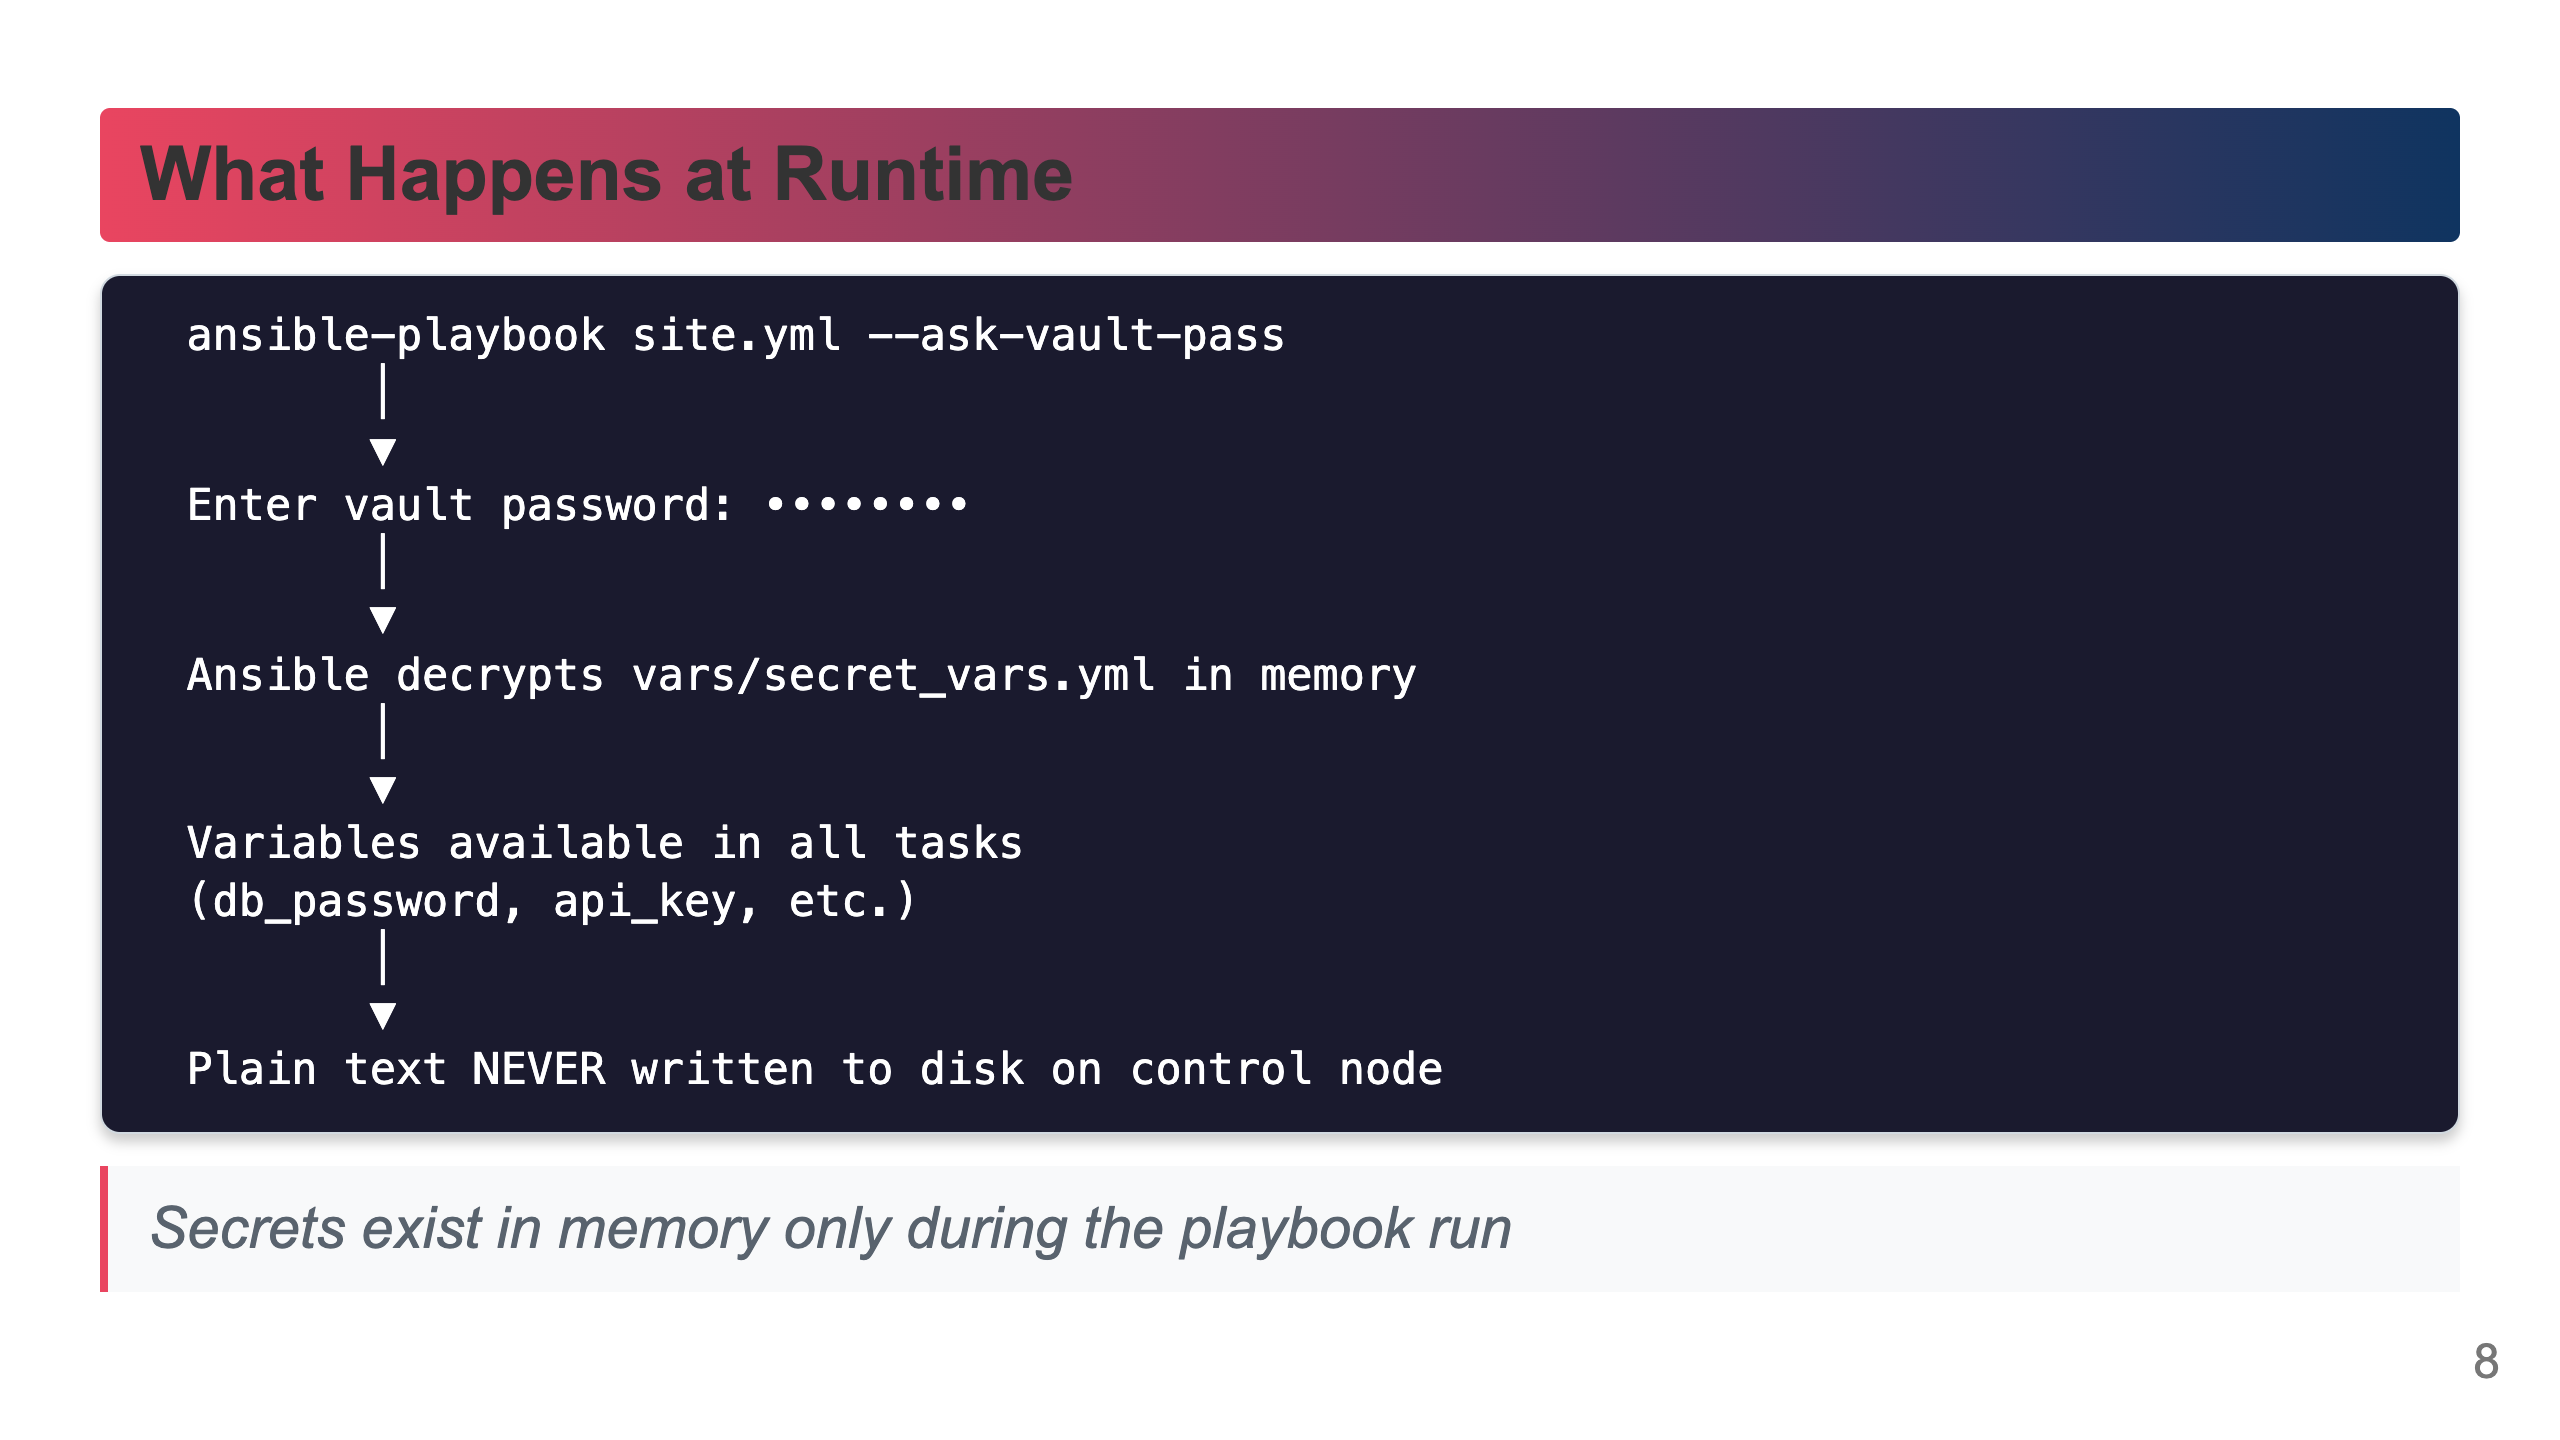 What Happens at Runtime
ansible-playbook site.yml --ask-vault-pass
Enter vault password: ••••••••
Ansible decrypts vars/secret_vars.yml in memory
Variables available in all tasks
(db_password, api_key, etc.)
Plain text NEVER written to disk on control node
Secrets exist in memory only during the playbook run
8